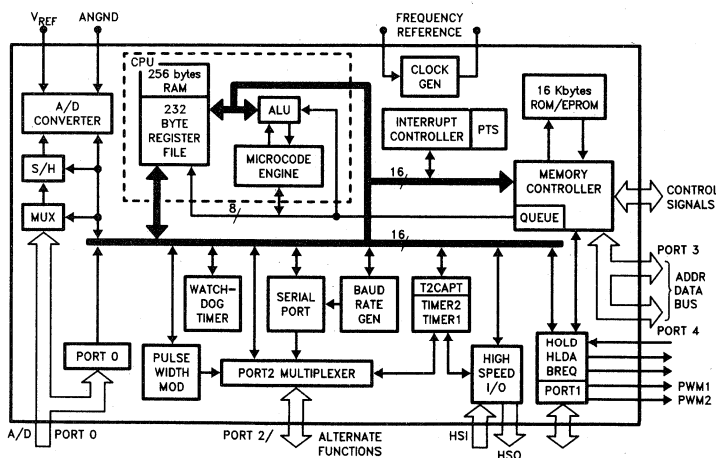 VREF
ANGND
FREQUENCY
REFERENCE
CPU
256 bytes
RAM
232
BYTE
REGISTER
FILE
ALU
MICROCODE
ENGINE
CLOCK
GEN
16 Kbytes
ROM/EPROM
A/D
CONVERTER
S/H
MUX
INTERRUPT
CONTROLLER
PTS
MEMORY
CONTROLLER
QUEUE
CONTROL
SIGNALS
16
8
16
PORT 3
ADDR
DATA
BUS
PORT 4
WATCH-
DOG
TIMER
SERIAL
PORT
BAUD
RATE
GEN
T2CAPT
TIMER2
TIMER1
PORT 0
PULSE
WIDTH
MOD
PORT2 MULTIPLEXER
HIGH
SPEED
I/O
HOLD
HLDA
BREQ
PORT1
PWM1
PWM2
A/D
PORT 0
PORT 2/
ALTERNATE
FUNCTIONS
HSI
HSO